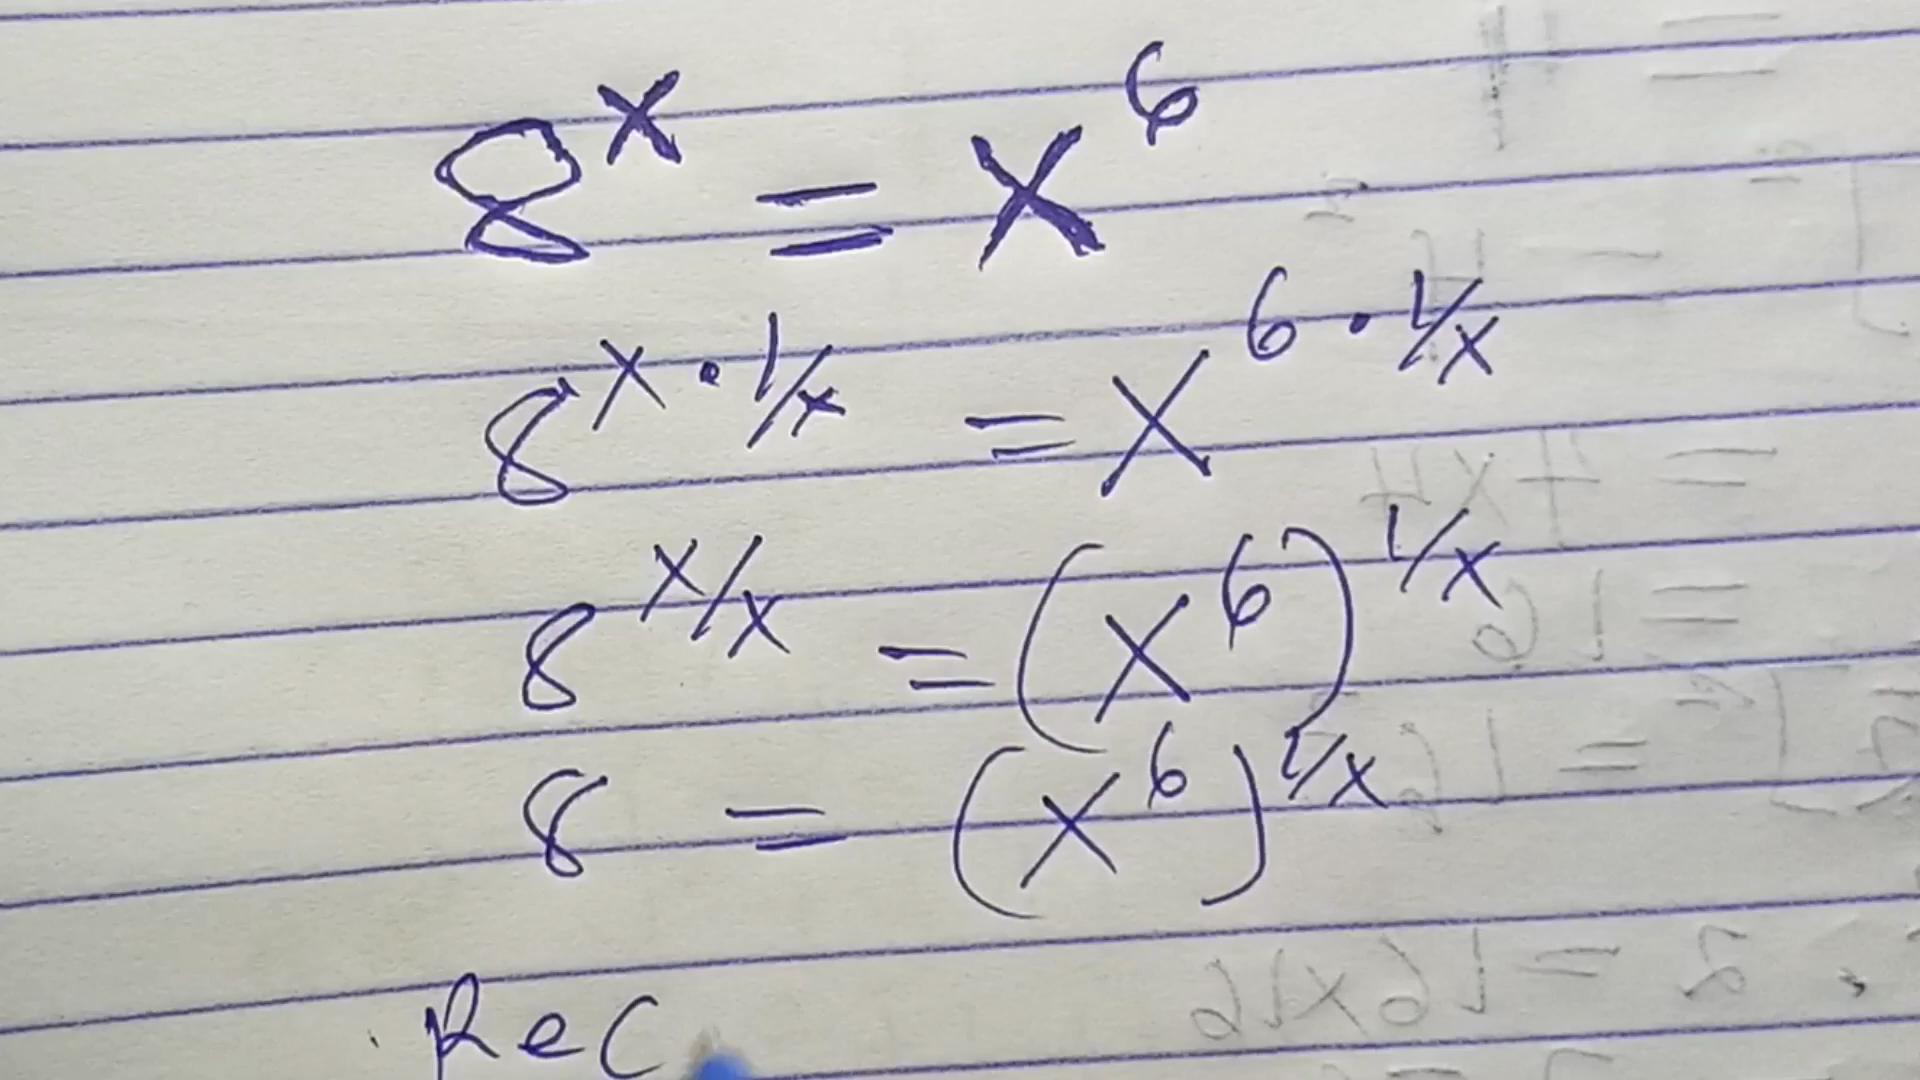 8^x = x^6
8^x·1/x = x^6·1/x
8^x/x = (x^6)^1/x
8 = (x^6)^1/x
Rec